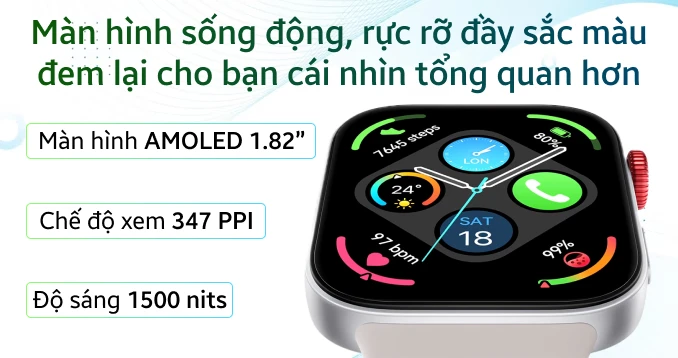 Màn hình sống động, rực rỡ đầy sắc màu
đem lại cho bạn cái nhìn tổng quan hơn
Màn hình AMOLED 1.82”
Chế độ xem 347 PPI
Độ sáng 1500 nits
7645 steps
80%
LON
24°
SAT
18
97 bpm
99%